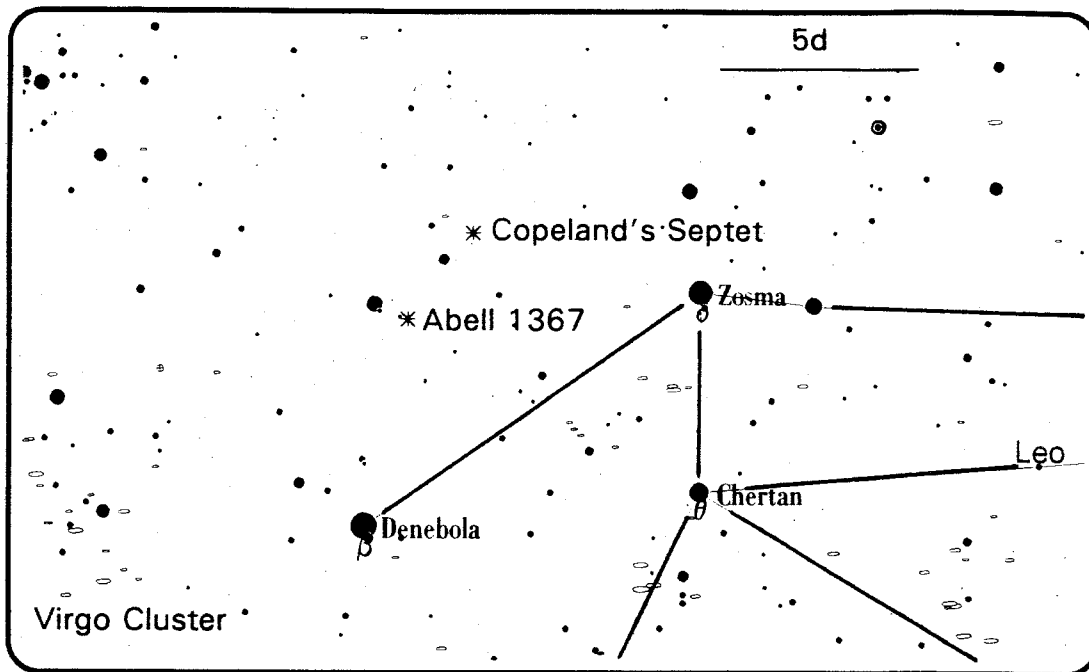 5d
Copeland's Septet
Zosma
δ
Abell 1367
Leo
Chertan
θ
Denebola
β
Virgo Cluster